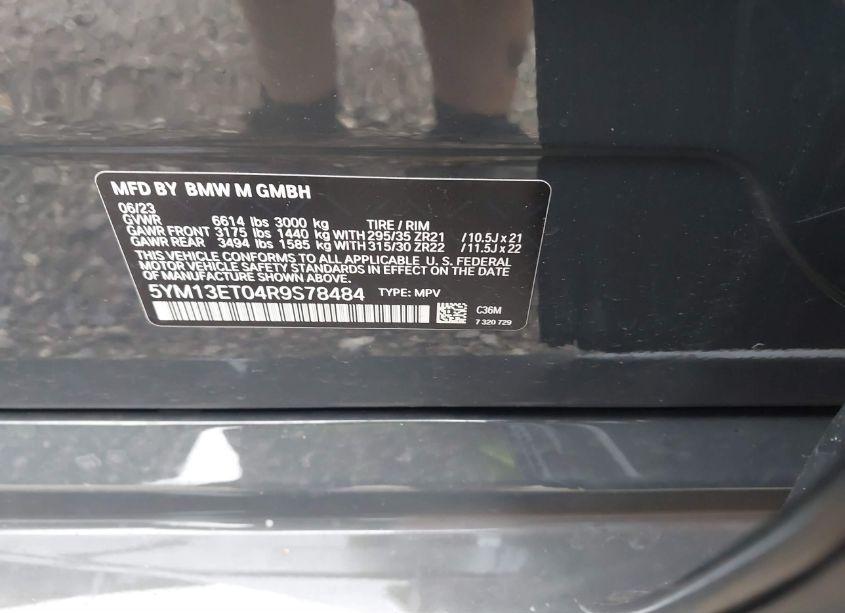 MFD BY BMW M GMBH
06/23
GVWR 6614 lbs 3000 kg TIRE / RIM
GAWR FRONT 3175 lbs 1440 kg WITH 295/35 ZR21 / 10.5J x 21
GAWR REAR 3494 lbs 1585 kg WITH 315/30 ZR22 / 11.5J x 22
THIS VEHICLE CONFORMS TO ALL APPLICABLE U. S. FEDERAL
MOTOR VEHICLE SAFETY STANDARDS IN EFFECT ON THE DATE OF
MANUFACTURE SHOWN ABOVE.
5YM13ET04R9S78484 TYPE: MPV
C36M
7 320 729